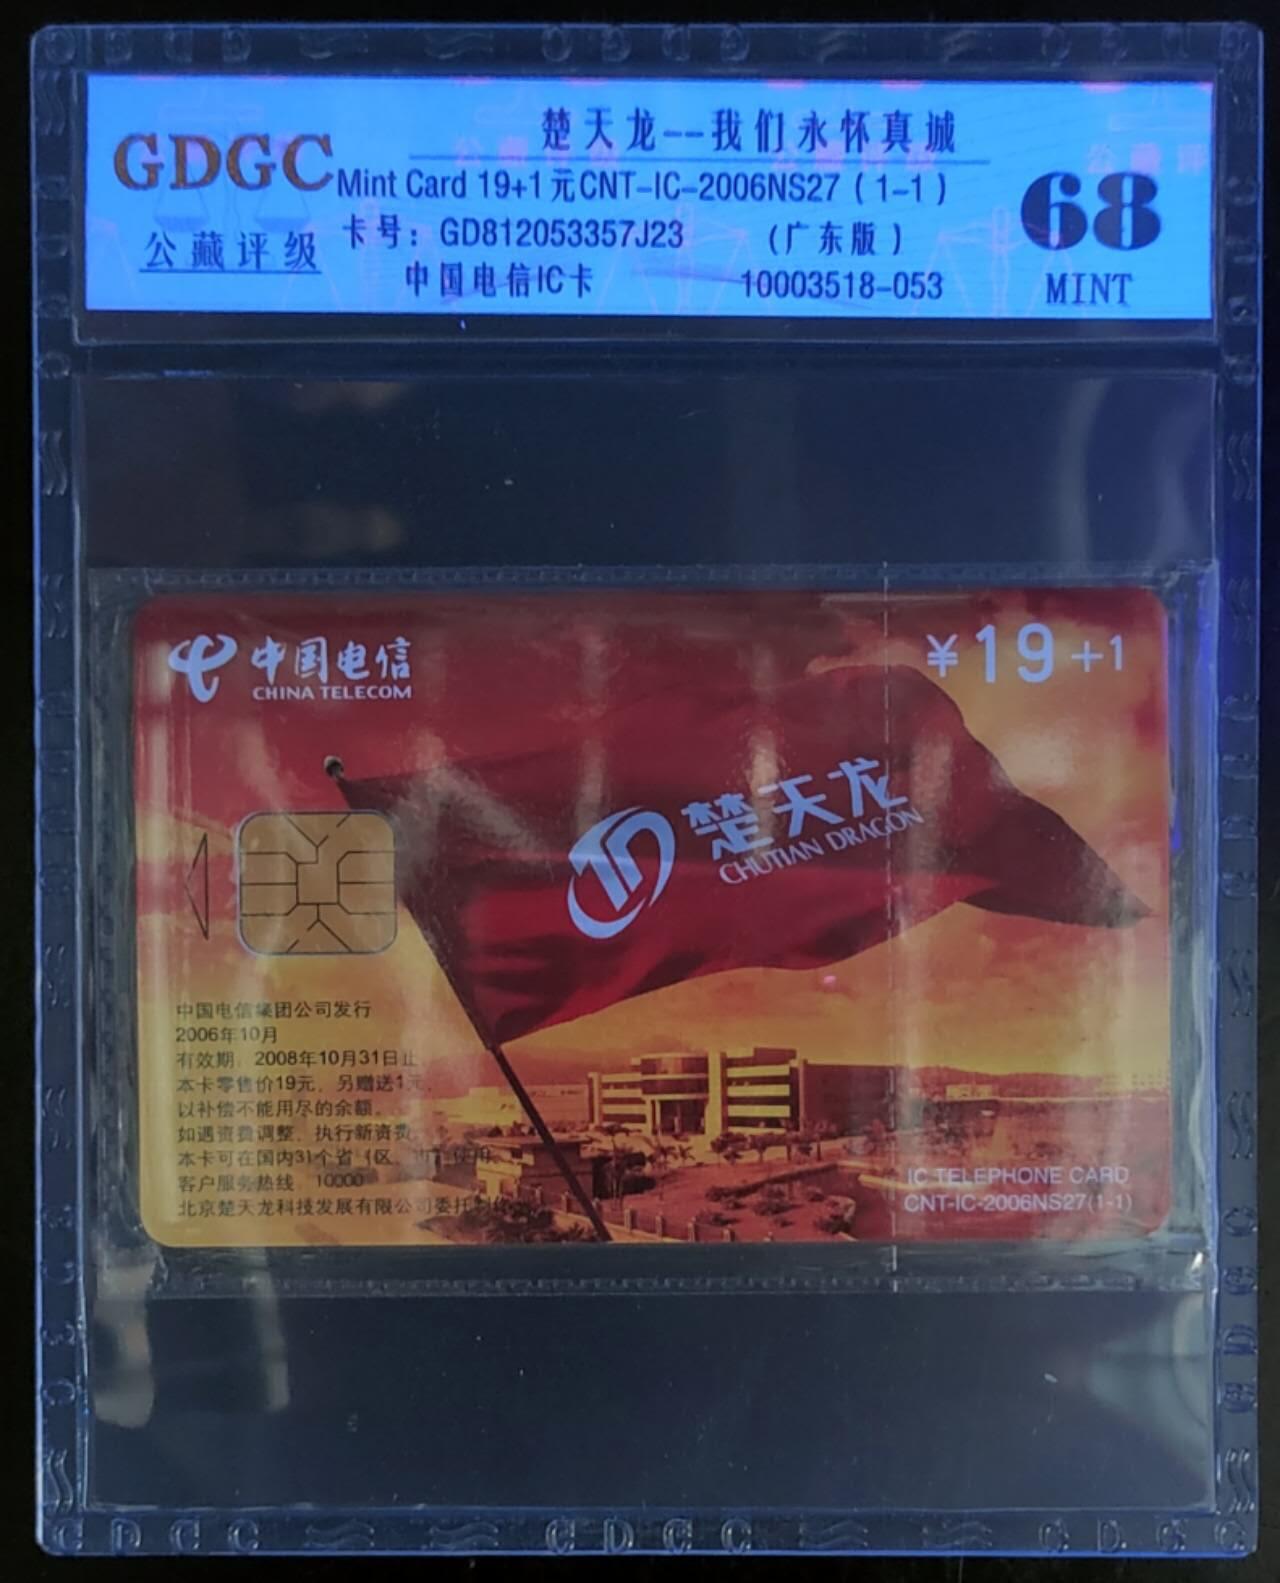 楚天龙--我们永怀真诚
GDGC
Mint Card 19+1元CNT-IC-2006NS27（1-1）
68
公藏评级
卡号：GD812053357J23
（广东版）
中国电信IC卡
10003518-053
MINT
中国电信
CHINA TELECOM
¥19+1
楚天龙
CHUTIAN DRAGON
中国电信集团公司发行
2006年10月
有效期：2008年10月31日止
本卡零售价19元，另赠送1元，
以补偿不能用尽的余额。
如遇资费调整，执行新资费
本卡可在国内31个省（区、市）使用
客户服务热线：10000
北京楚天龙科技发展有限公司委托制作
IC TELEPHONE CARD
CNT-IC-2006NS27(1-1)